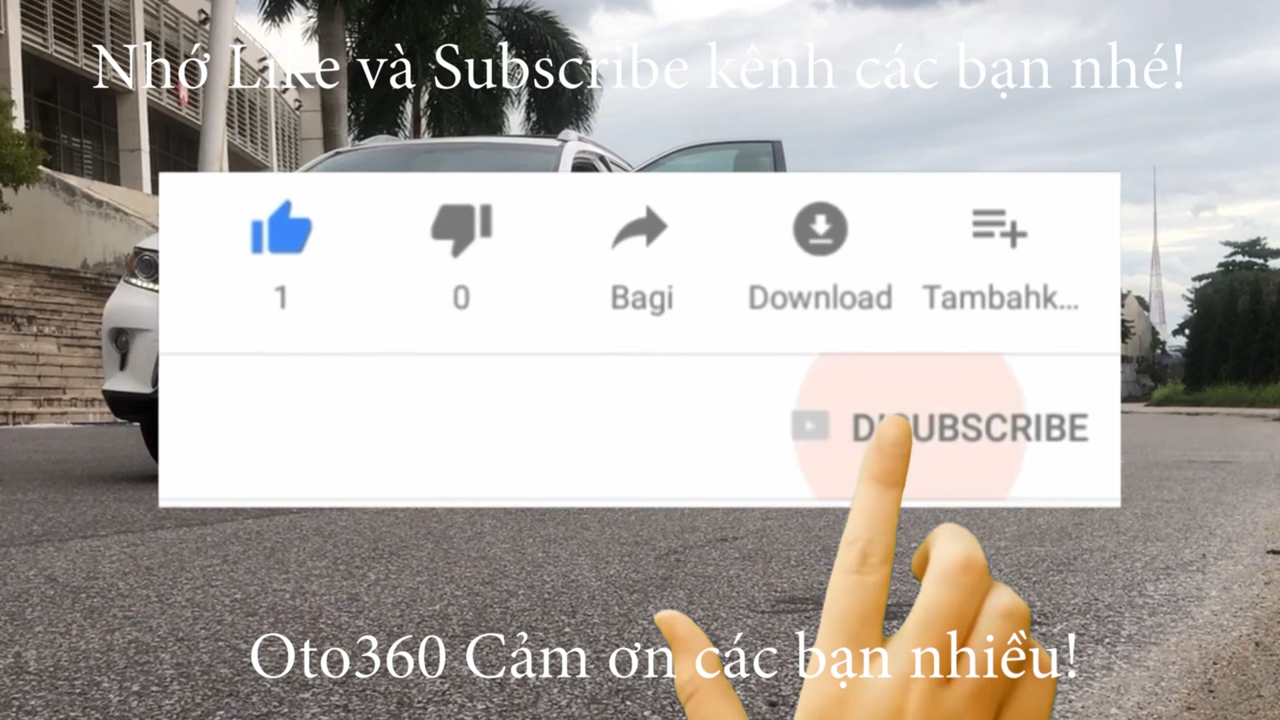 Nhớ Like và Subscribe kênh các bạn nhé!
1 0 Bagi Download Tambahk...
Oto360 Cảm ơn các bạn nhiều!